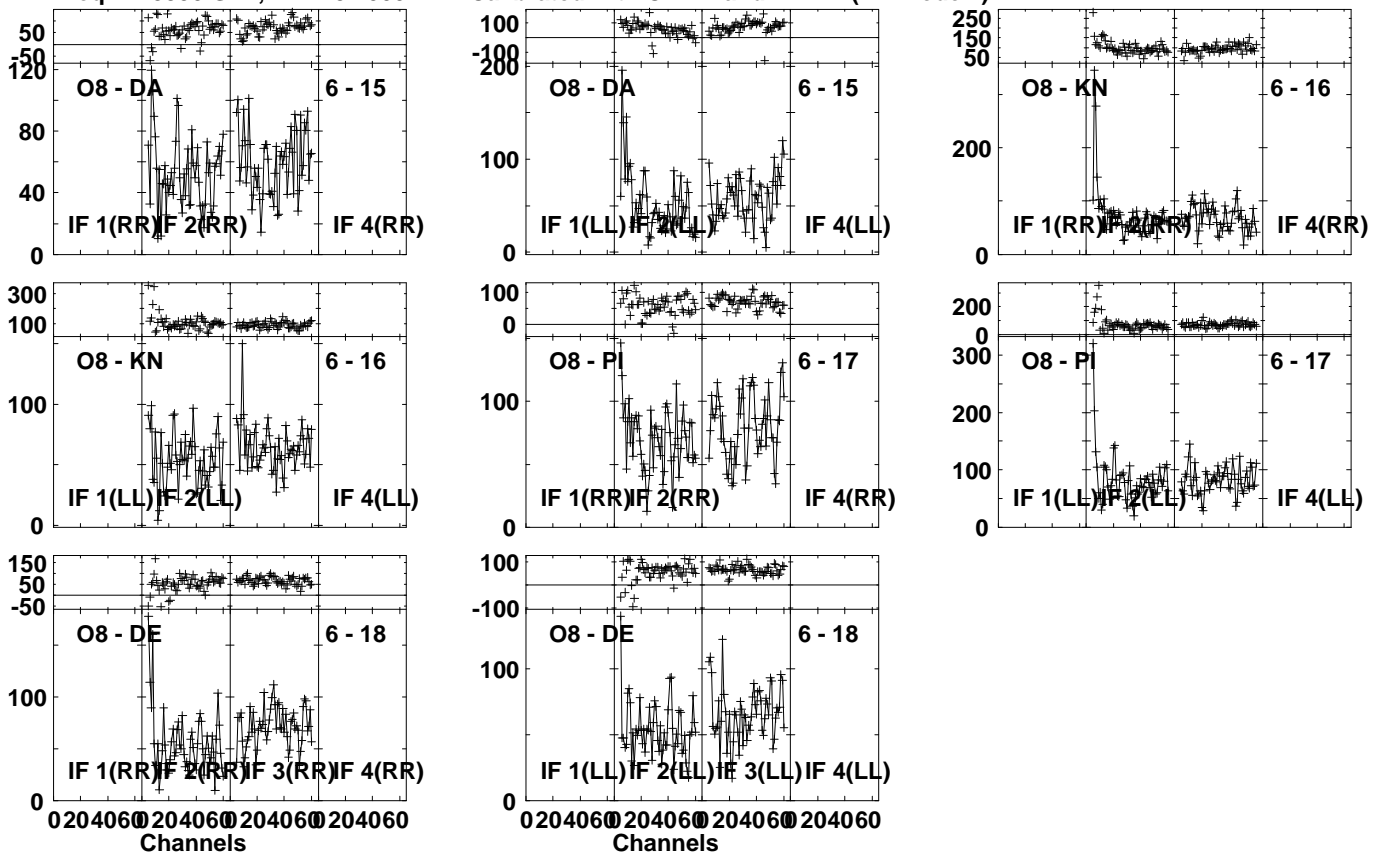 50
-50
100
-100
250
150
50
120
80
40
0
O8 - DA
6 - 15
IF 1(RR)
IF 2(RR)
IF 4(RR)
200
100
0
O8 - DA
6 - 15
IF 1(LL)
IF 2(LL)
IF 4(LL)
200
0
O8 - KN
6 - 16
IF 1(RR)
IF 2(RR)
IF 4(RR)
300
100
100
0
O8 - KN
6 - 16
IF 1(LL)
IF 2(LL)
IF 4(LL)
100
0
100
0
O8 - PI
6 - 17
IF 1(RR)
IF 2(RR)
IF 4(RR)
200
0
300
200
100
0
O8 - PI
6 - 17
IF 1(LL)
IF 2(LL)
IF 4(LL)
150
50
-50
100
0
O8 - DE
6 - 18
IF 1(RR)
IF 2(RR)
IF 3(RR)
IF 4(RR)
100
-100
100
0
O8 - DE
6 - 18
IF 1(LL)
IF 2(LL)
IF 3(LL)
IF 4(LL)
0 20 40 60 0 20 40 60 0 20 40 60 0 20 40 60
0 20 40 60 0 20 40 60 0 20 40 60 0 20 40 60
Channels
Channels